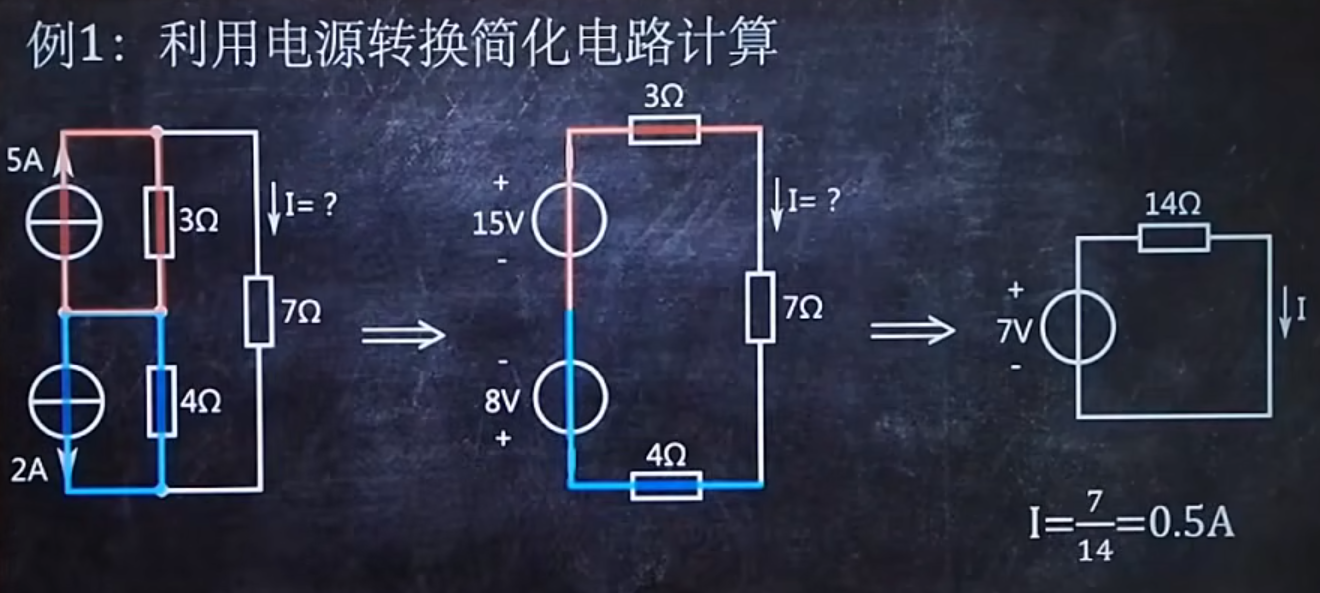 例1：利用电源转换简化电路计算
5A
3Ω
I=？
7Ω
4Ω
2A
3Ω
+
15V
-
I=？
7Ω
-
8V
+
4Ω
14Ω
+
7V
-
I
I=7/14=0.5A